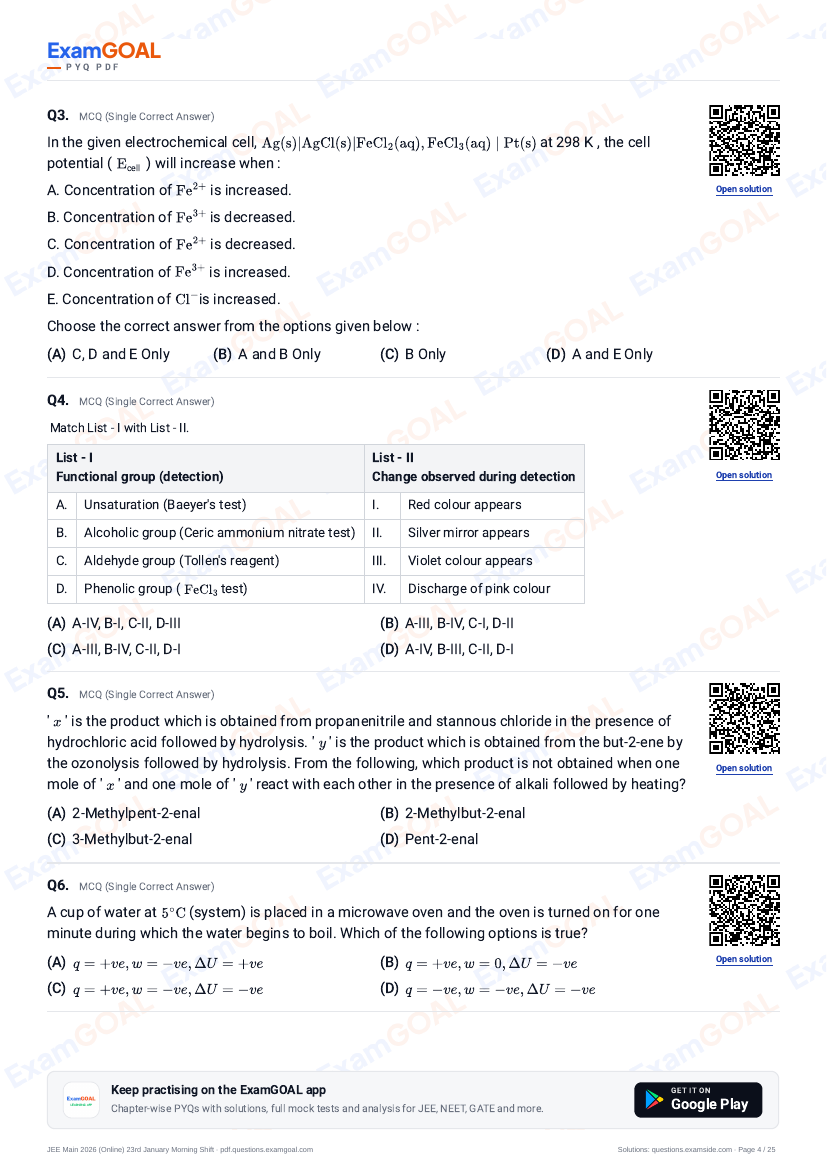 ExamGOAL
PYQ PDF
Q3. MCQ (Single Correct Answer)
In the given electrochemical cell, Ag(s)|AgCl(s)|FeCl₂(aq), FeCl₃(aq) | Pt(s) at 298 K , the cell
potential ( E_cell ) will increase when :
Open solution
A. Concentration of Fe²⁺ is increased.
B. Concentration of Fe³⁺ is decreased.
C. Concentration of Fe²⁺ is decreased.
D. Concentration of Fe³⁺ is increased.
E. Concentration of Cl⁻is increased.
Choose the correct answer from the options given below :
(A) C, D and E Only (B) A and B Only (C) B Only (D) A and E Only
Q4. MCQ (Single Correct Answer)
Match List - I with List - II.
Open solution
List - I List - II
Functional group (detection) Change observed during detection
A. Unsaturation (Baeyer's test) I. Red colour appears
B. Alcoholic group (Ceric ammonium nitrate test) II. Silver mirror appears
C. Aldehyde group (Tollen's reagent) III. Violet colour appears
D. Phenolic group ( FeCl₃ test) IV. Discharge of pink colour
(A) A-IV, B-I, C-II, D-III (B) A-III, B-IV, C-I, D-II
(C) A-III, B-IV, C-II, D-I (D) A-IV, B-III, C-II, D-I
Q5. MCQ (Single Correct Answer)
' x ' is the product which is obtained from propanenitrile and stannous chloride in the presence of
hydrochloric acid followed by hydrolysis. ' y ' is the product which is obtained from the but-2-ene by
the ozonolysis followed by hydrolysis. From the following, which product is not obtained when one
mole of ' x ' and one mole of ' y ' react with each other in the presence of alkali followed by heating?
Open solution
(A) 2-Methylpent-2-enal (B) 2-Methylbut-2-enal
(C) 3-Methylbut-2-enal (D) Pent-2-enal
Q6. MCQ (Single Correct Answer)
A cup of water at 5°C (system) is placed in a microwave oven and the oven is turned on for one
minute during which the water begins to boil. Which of the following options is true?
Open solution
(A) q = +ve, w = −ve, ΔU = +ve (B) q = +ve, w = 0, ΔU = −ve
(C) q = +ve, w = −ve, ΔU = −ve (D) q = −ve, w = −ve, ΔU = −ve
ExamGOAL
Keep practising on the ExamGOAL app
Chapter-wise PYQs with solutions, full mock tests and analysis for JEE, NEET, GATE and more.
GET IT ON
Google Play
JEE Main 2026 (Online) 23rd January Morning Shift · pdf.questions.examgoal.com Solutions: questions.examside.com · Page 4 / 25